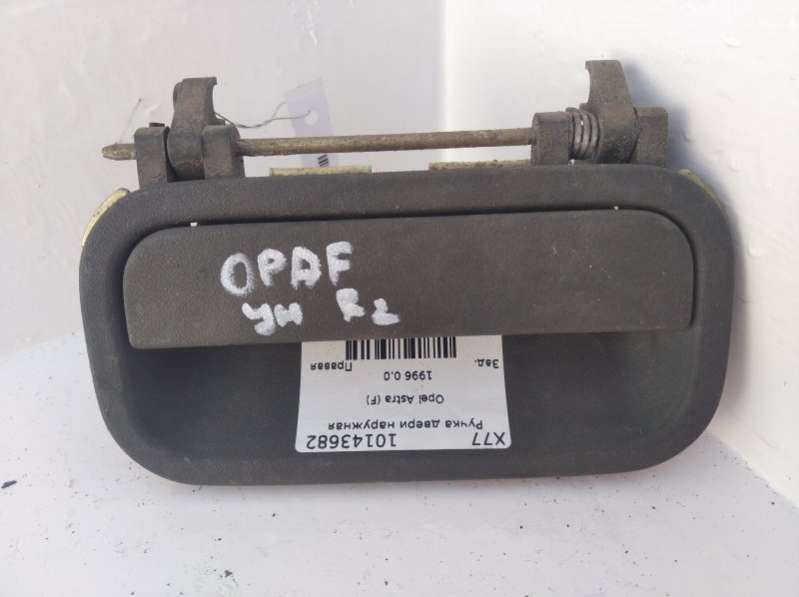 OPAF
ун R2
X77 10143682
Ручка двери наружная
Opel Astra (F)
1996 0.0
Зад. Правая